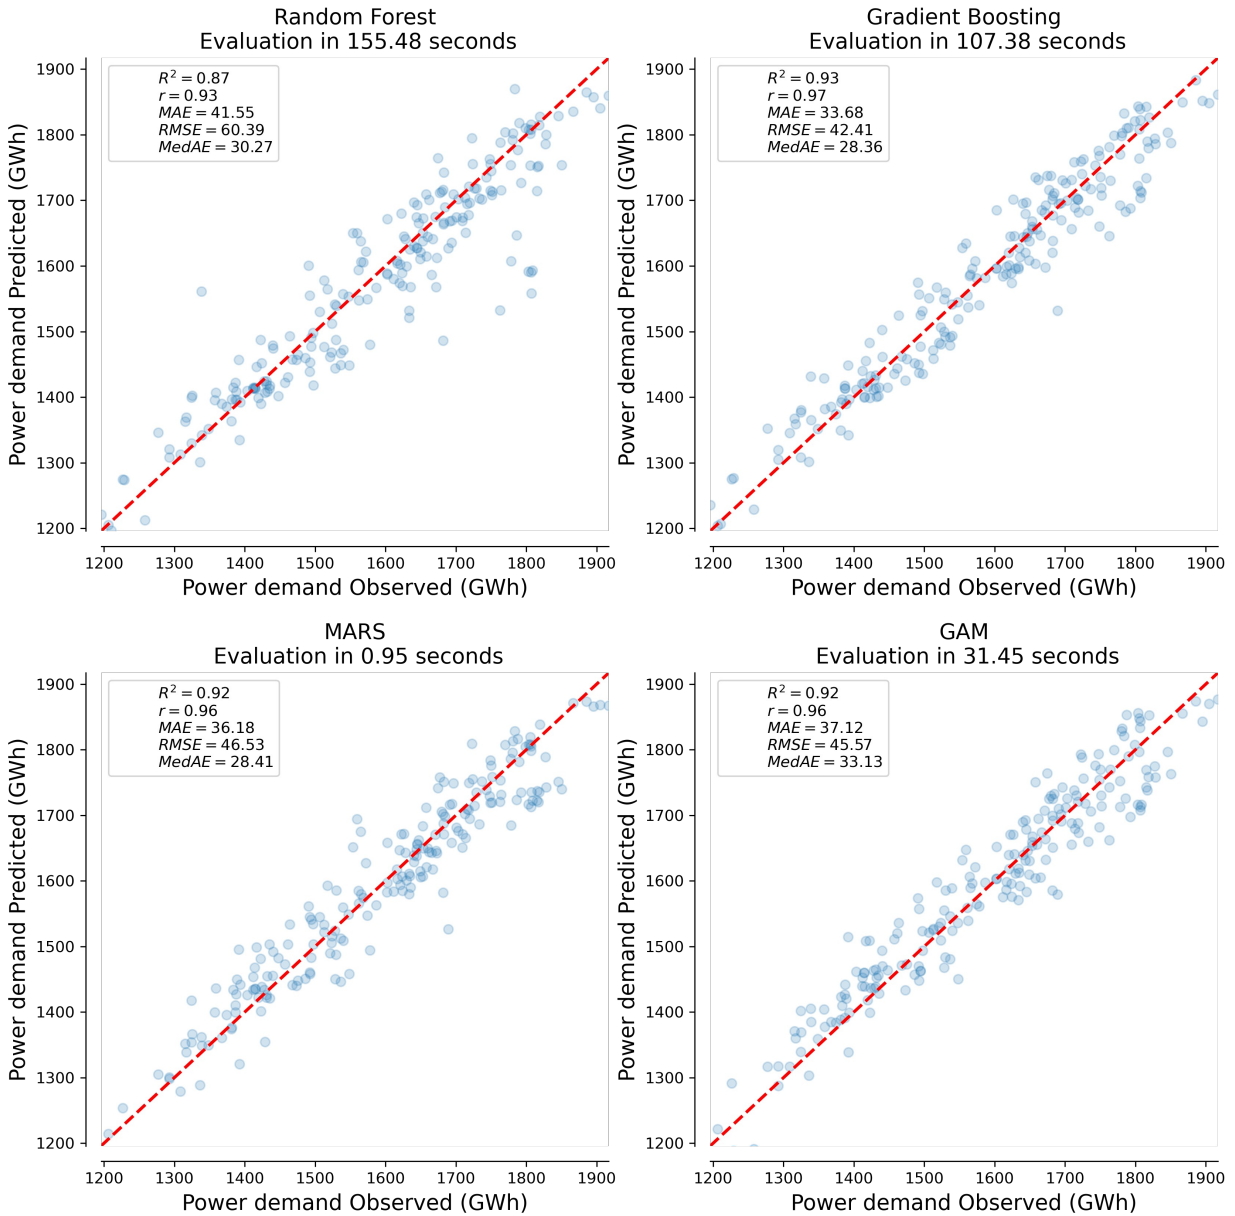 Random Forest
Evaluation in 155.48 seconds
R² = 0.87
r = 0.93
MAE = 41.55
RMSE = 60.39
MedAE = 30.27
Power demand Predicted (GWh)
1900
1800
1700
1600
1500
1400
1300
1200
1200 1300 1400 1500 1600 1700 1800 1900
Power demand Observed (GWh)
Gradient Boosting
Evaluation in 107.38 seconds
R² = 0.93
r = 0.97
MAE = 33.68
RMSE = 42.41
MedAE = 28.36
Power demand Predicted (GWh)
1900
1800
1700
1600
1500
1400
1300
1200
1200 1300 1400 1500 1600 1700 1800 1900
Power demand Observed (GWh)
MARS
Evaluation in 0.95 seconds
R² = 0.92
r = 0.96
MAE = 36.18
RMSE = 46.53
MedAE = 28.41
Power demand Predicted (GWh)
1900
1800
1700
1600
1500
1400
1300
1200
1200 1300 1400 1500 1600 1700 1800 1900
Power demand Observed (GWh)
GAM
Evaluation in 31.45 seconds
R² = 0.92
r = 0.96
MAE = 37.12
RMSE = 45.57
MedAE = 33.13
Power demand Predicted (GWh)
1900
1800
1700
1600
1500
1400
1300
1200
1200 1300 1400 1500 1600 1700 1800 1900
Power demand Observed (GWh)